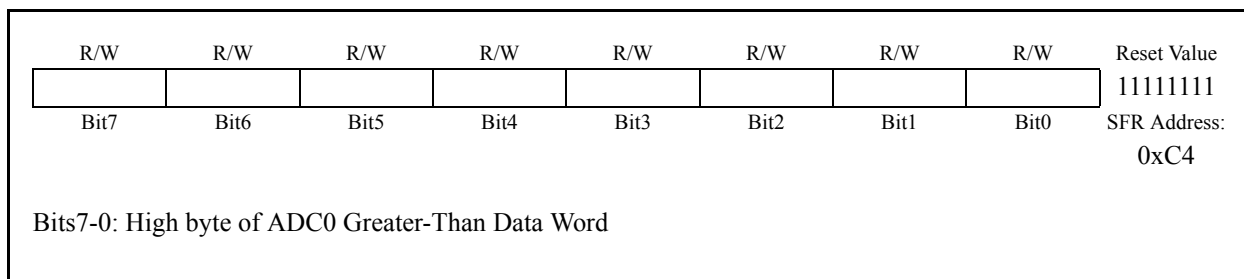 R/W R/W R/W R/W R/W R/W R/W R/W Reset Value
11111111
Bit7 Bit6 Bit5 Bit4 Bit3 Bit2 Bit1 Bit0 SFR Address:
0xC4
Bits7-0: High byte of ADC0 Greater-Than Data Word